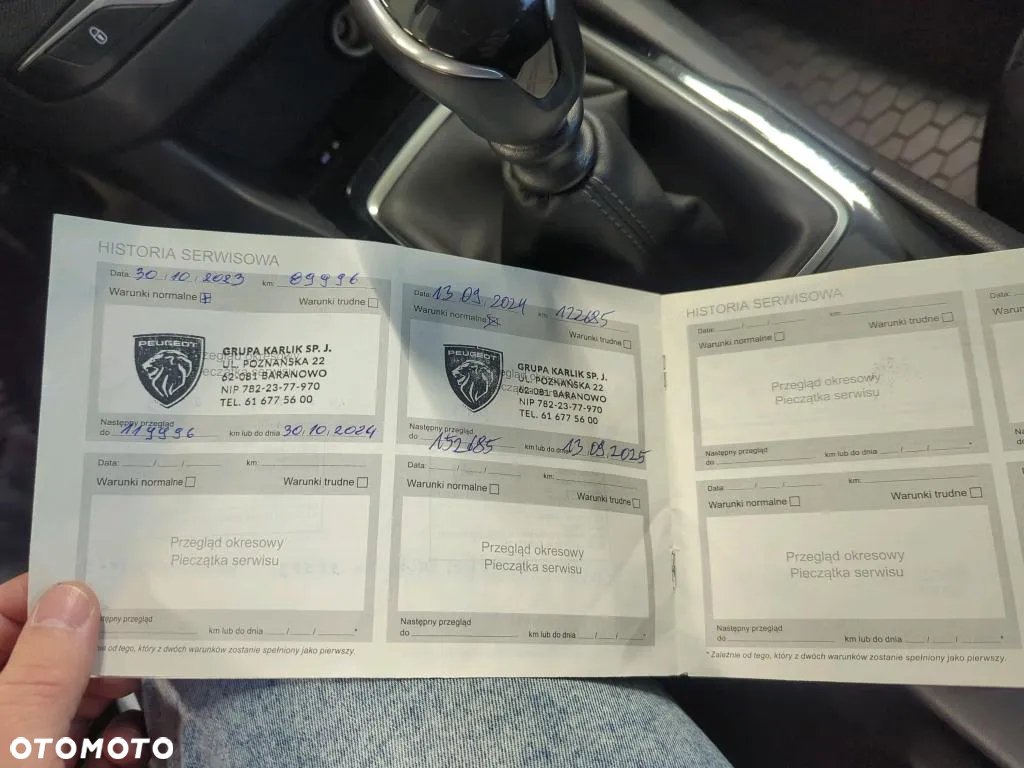 HISTORIA SERWISOWA
Data: 30.10.2023 km: 89996
Warunki normalne Warunki trudne
PEUGEOT
GRUPA KARLIK SP. J.
UL. POZNAŃSKA 22
62-081 BARANOWO
NIP 782-23-77-970
TEL. 61 677 56 00
Następny przegląd
do 119996 km lub do dnia 30.10.2024
Data: 13.09.2024 km: 122685
Warunki normalne
Warunki trudne
PEUGEOT
GRUPA KARLIK SP. J.
UL. POZNAŃSKA 22
62-081 BARANOWO
NIP 782-23-77-970
TEL. 61 677 56 00
Następny przegląd
do 152685 km lub do dnia 13.09.2025
Data: / / km:
Warunki normalne Warunki trudne
Przegląd okresowy
Pieczątka serwisu
Następny przegląd
km lub do dnia / / *
Data: / / km:
Warunki normalne
Warunki trudne
Przegląd okresowy
Pieczątka serwisu
Następny przegląd
do km lub do dnia / / *
od tego, który z dwóch warunków zostanie spełniony jako pierwszy.
HISTORIA SERWISOWA
Data: / / km:
Warunki normalne Warunki trudne
Przegląd okresowy
Pieczątka serwisu
Następny przegląd
do km lub do dnia / / *
Data: / / km:
Warunki normalne Warunki trudne
Przegląd okresowy
Pieczątka serwisu
Następny przegląd
do km lub do dnia / / *
* Zależnie od tego, który z dwóch warunków zostanie spełniony jako pierwszy.
OTOMOTO